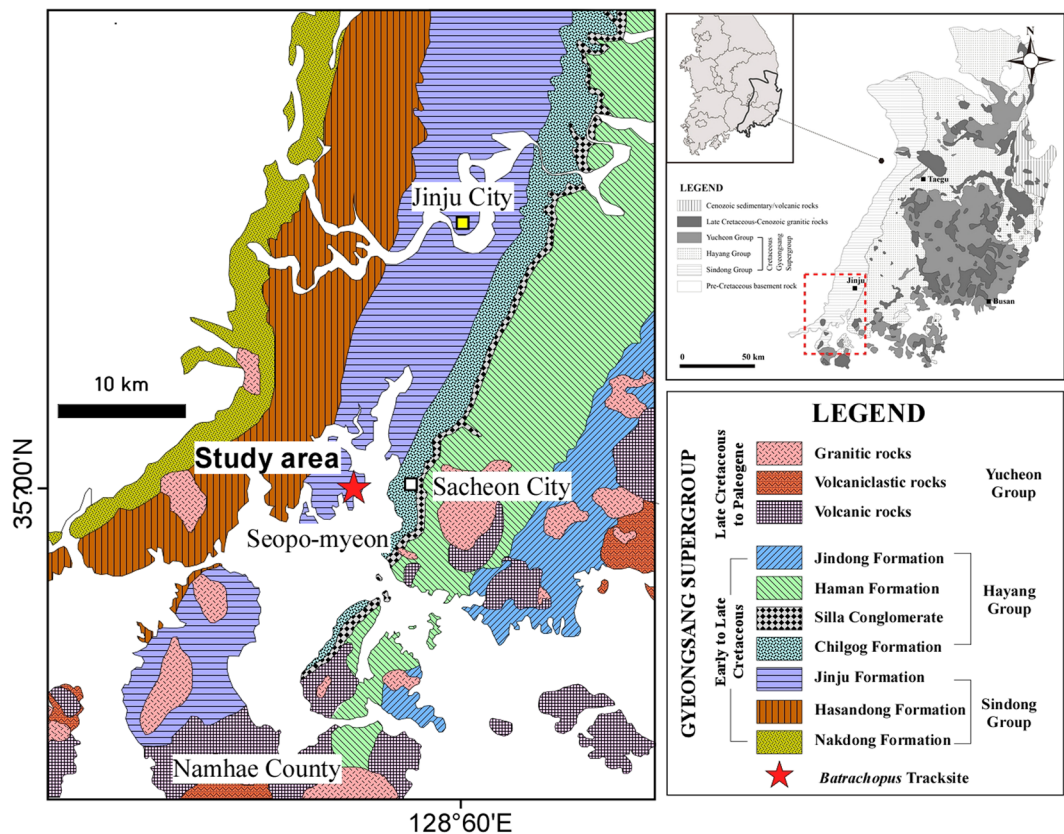 Jinju City
10 km
Study area
35?00'N
Sacheon City
Seopo-myeon
Namhae County
128?60'E
N
Taegu
LEGEND
Cenozoic sedimentary/volcanic rocks
Late Cretaceous-Cenozoic granitic rocks
Yucheon Group
Hayang Group
Sindong Group
Cretaceous
Gyeongsang
Supergroup
Pre-Cretaceous basement rock
Jinju
Busan
0 50 km
LEGEND
GYEONGSANG SUPERGROUP
Late Cretaceous
to Paleogene
Granitic rocks
Volcaniclastic rocks
Volcanic rocks
Yucheon
Group
Early to Late
Cretaceous
Jindong Formation
Haman Formation
Silla Conglomerate
Chilgog Formation
Hayang
Group
Jinju Formation
Hasandong Formation
Nakdong Formation
Sindong
Group
Batrachopus Tracksite